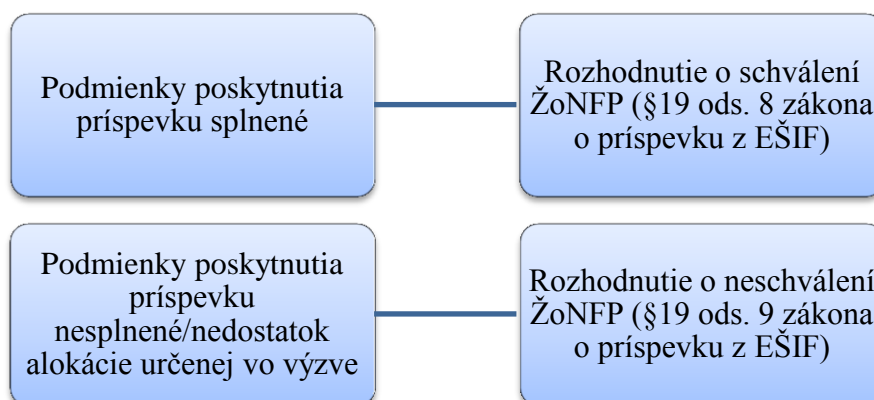 Podmienky poskytnutia
príspevku splnené
Rozhodnutie o schválení
ŽoNFP (§19 ods. 8 zákona
o príspevku z EŠIF)
Podmienky poskytnutia
príspevku
nesplnené/nedostatok
alokácie určenej vo výzve
Rozhodnutie o neschválení
ŽoNFP (§19 ods. 9 zákona
o príspevku z EŠIF)